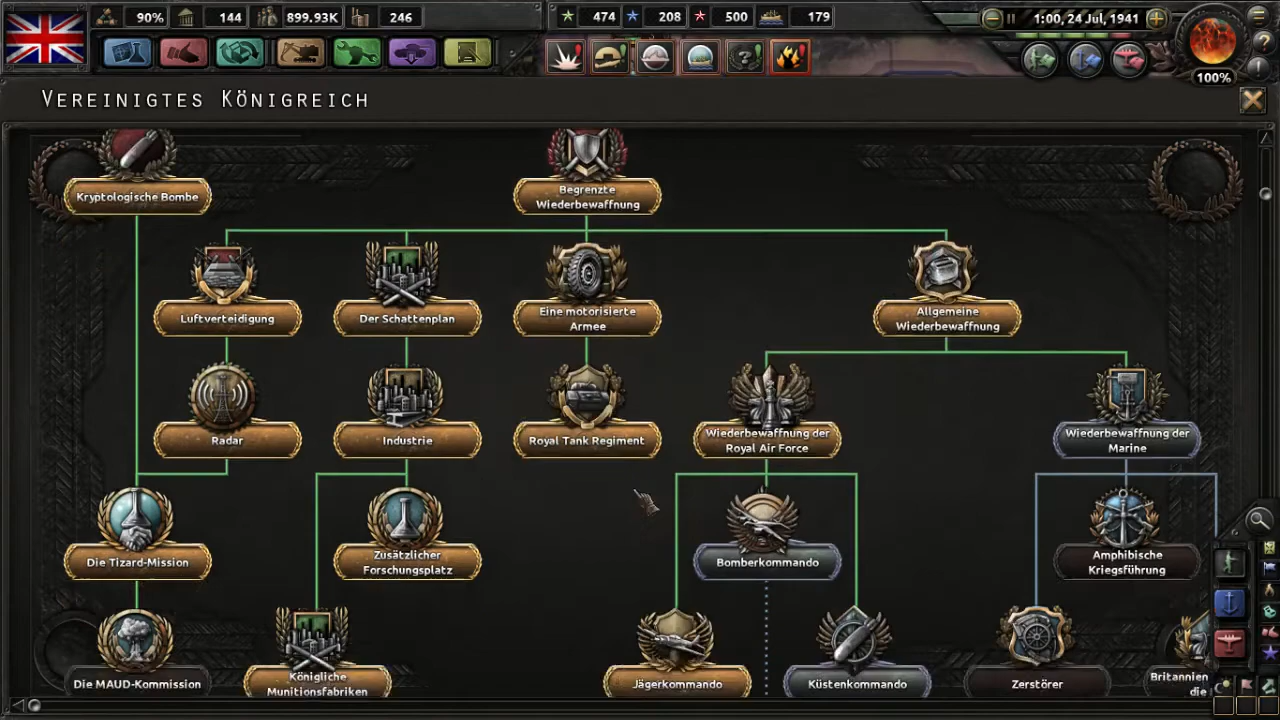 90%
144
899.93K
246
474
208
500
179
1:00, 24 Jul, 1941
100%
Vereinigtes Königreich
Kryptologische Bombe
Begrenzte
Wiederbewaffnung
Luftverteidigung
Der Schattenplan
Eine motorisierte
Armee
Allgemeine
Wiederbewaffnung
Radar
Industrie
Royal Tank Regiment
Wiederbewaffnung der
Royal Air Force
Wiederbewaffnung der
Marine
Die Tizard-Mission
Zusätzlicher
Forschungsplatz
Bomberkommando
Amphibische
Kriegsführung
Die MAUD-Kommission
Königliche
Munitionsfabriken
Jägerkommando
Küstenkommando
Zerstörer
Britannien
die